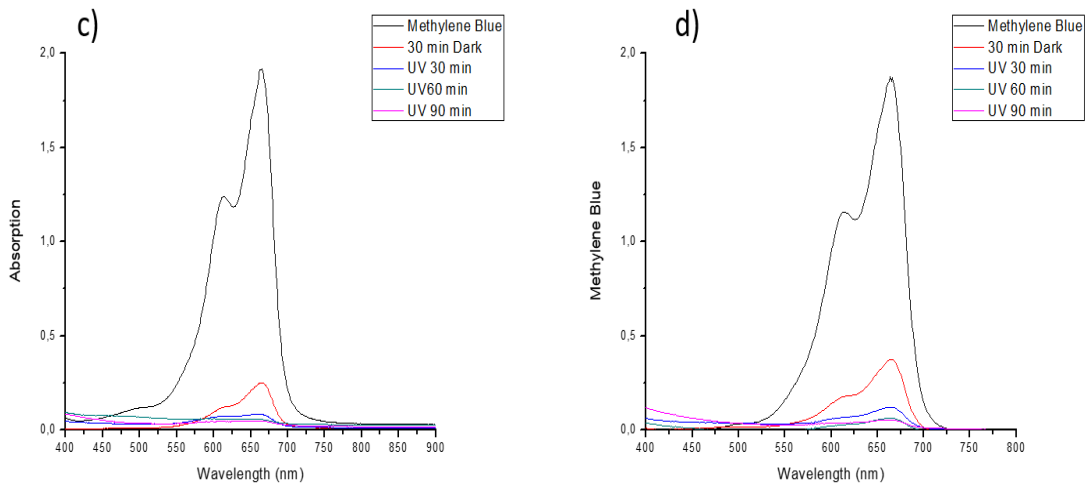 c)
Methylene Blue
30 min Dark
UV 30 min
UV60 min
UV 90 min
2,0
1,5
1,0
0,5
0,0
Absorption
400 450 500 550 600 650 700 750 800 850 900
Wavelength (nm)
d)
Methylene Blue
30 min Dark
UV 30 min
UV 60 min
UV 90 min
2,0
1,5
1,0
0,5
0,0
Methylene Blue
400 450 500 550 600 650 700 750 800
Wavelength (nm)